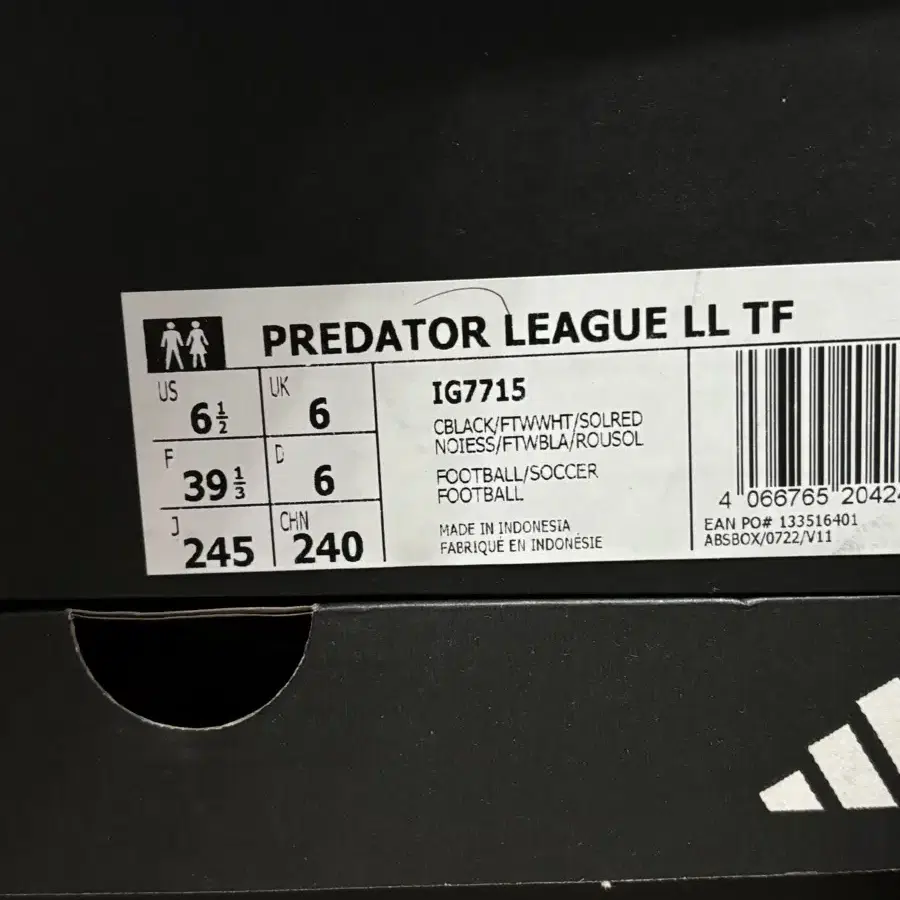 PREDATOR LEAGUE LL TF
US 6½ UK 6
F 39⅓ D 6
J 245 CHN 240
IG7715
CBLACK/FTWWHT/SOLRED
NOIESS/FTWBLA/ROUSOL
FOOTBALL/SOCCER
FOOTBALL
MADE IN INDONESIA
FABRIQUÉ EN INDONÉSIE
4 066765 20424
EAN PO# 133516401
ABSBOX/0722/V11